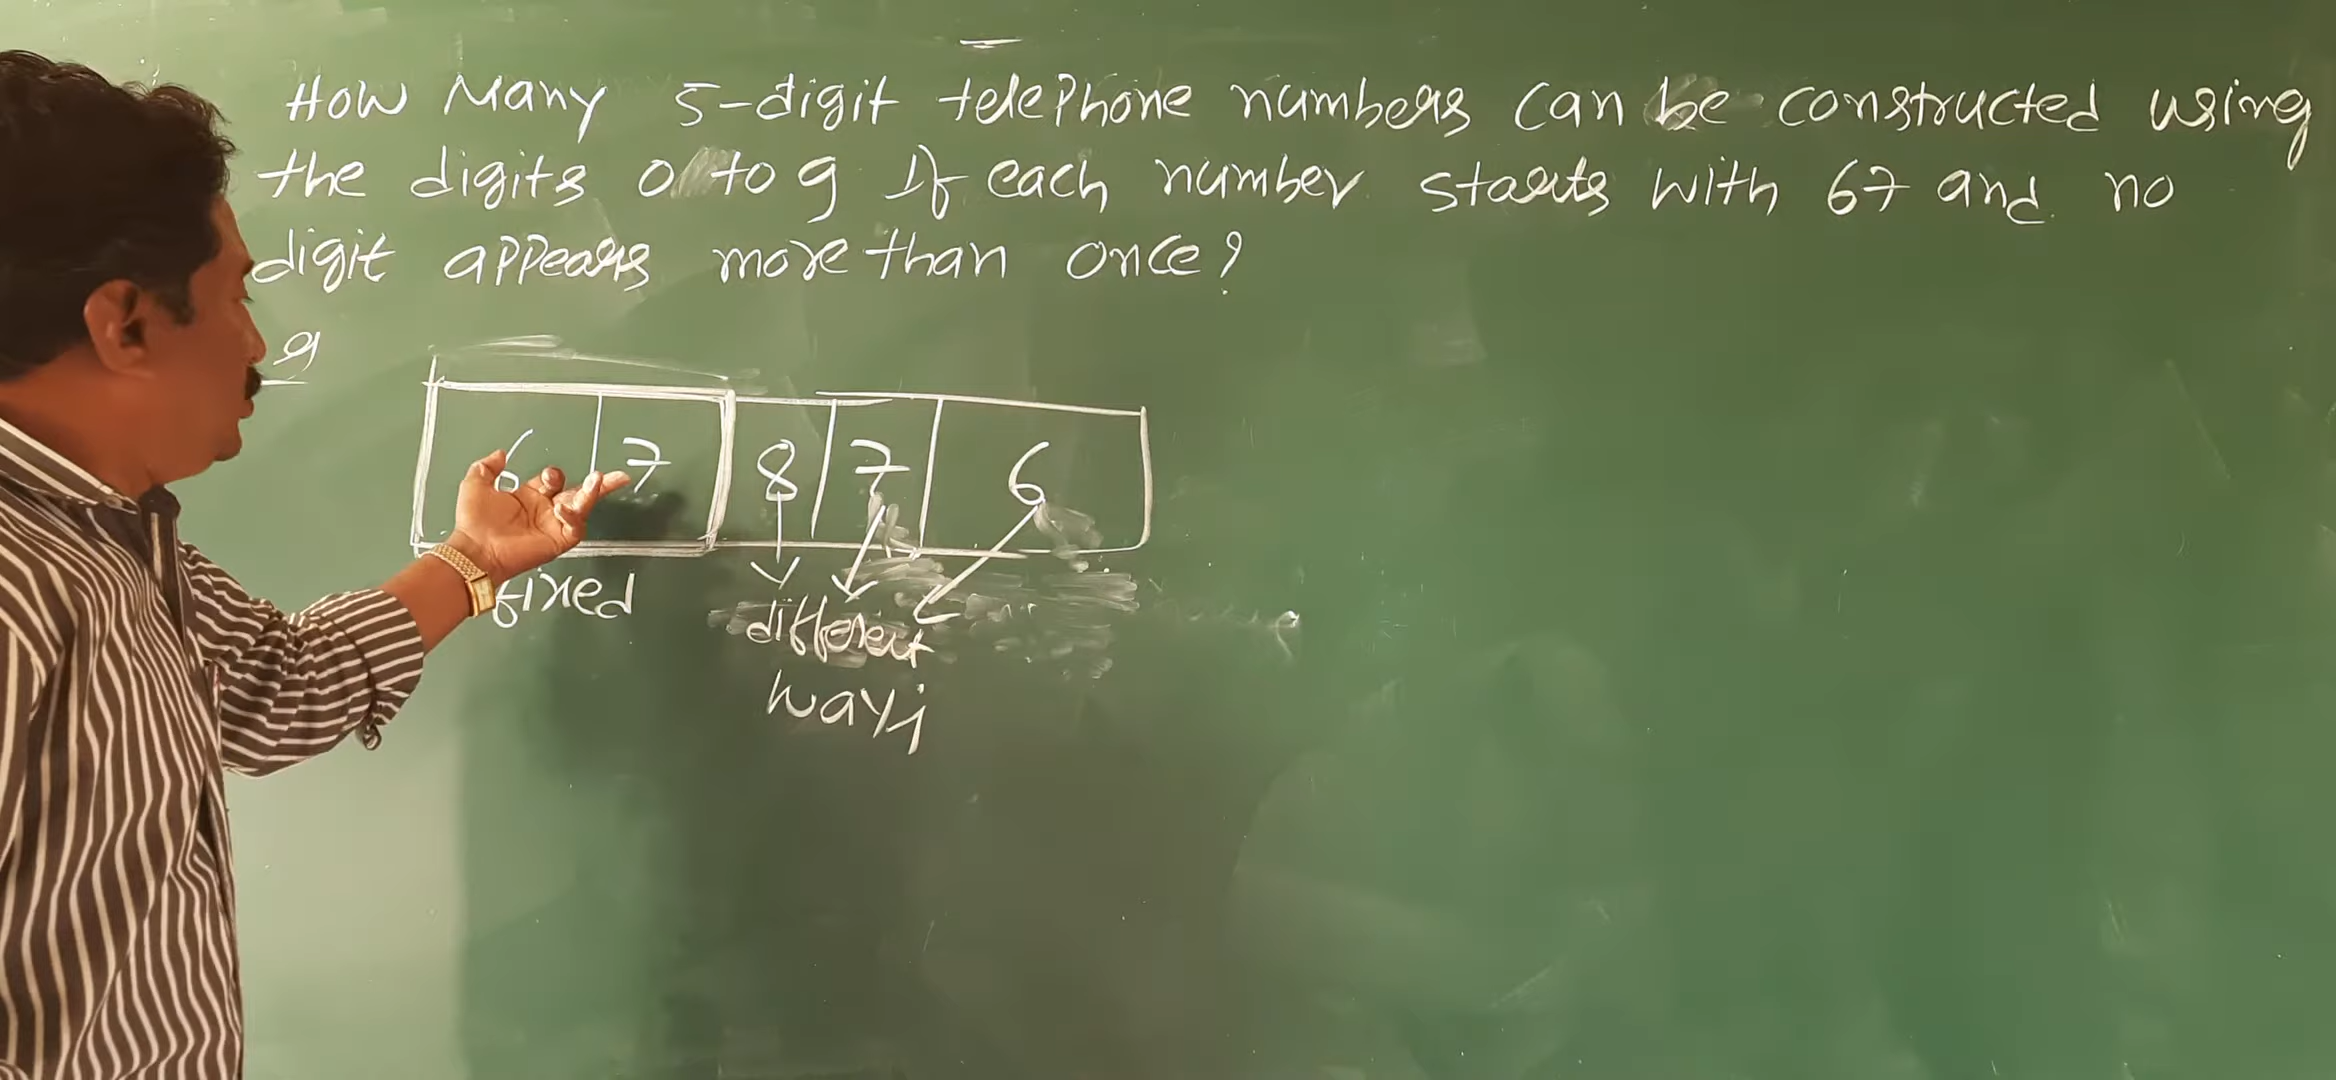 How Many 5-digit telephone numbers can be constructed using
the digits 0 to 9 If each number starts with 67 and no
digit appears more than once?
6 7 8 7 6
fixed
different
ways